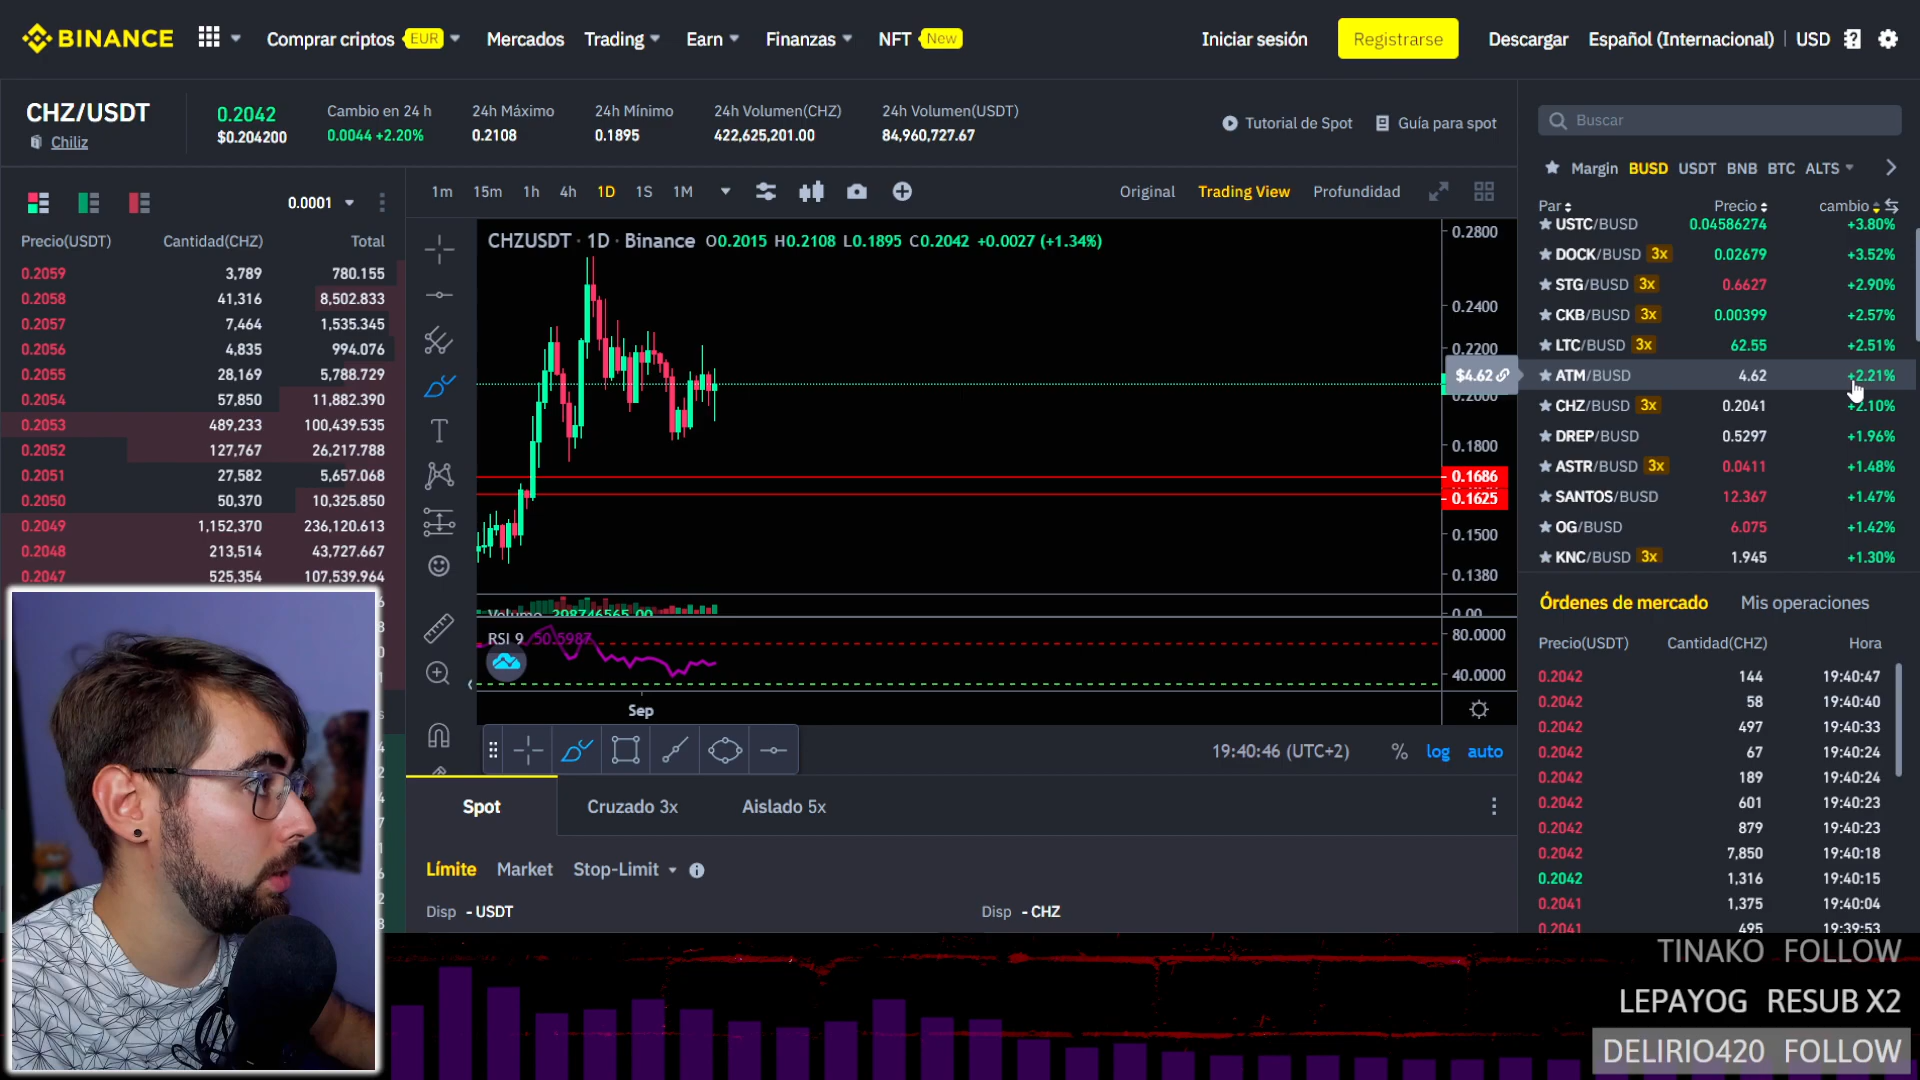 BINANCE
Comprar criptos EUR
Mercados
Trading
Earn
Finanzas
NFT New
Iniciar sesión
Registrarse
Descargar
Español (Internacional)
USD
CHZ/USDT
Chiliz
0.2042
$0.204200
Cambio en 24 h
0.0044 +2.20%
24h Máximo
0.2108
24h Mínimo
0.1895
24h Volumen(CHZ)
422,625,201.00
24h Volumen(USDT)
84,960,727.67
Tutorial de Spot
Guía para spot
0.0001
Precio(USDT) Cantidad(CHZ) Total
0.2059 3,789 780.155
0.2058 41,316 8,502.833
0.2057 7,464 1,535.345
0.2056 4,835 994.076
0.2055 28,169 5,788.729
0.2054 57,850 11,882.390
0.2053 489,233 100,439.535
0.2052 127,767 26,217.788
0.2051 27,582 5,657.068
0.2050 50,370 10,325.850
0.2049 1,152,370 236,120.613
0.2048 213,514 43,727.667
0.2047 525,354 107,539.964
1m 15m 1h 4h 1D 1S 1M
Original Trading View Profundidad
CHZUSDT · 1D · Binance O0.2015 H0.2108 L0.1895 C0.2042 +0.0027 (+1.34%)
0.2800
0.2400
0.2200
$4.62
0.2000
0.1800
0.1686
0.1625
0.1500
0.1380
Volume 298746565.00
0.00
RSI 9 50.5987
80.0000
40.0000
Sep
19:40:46 (UTC+2) % log auto
Spot Cruzado 3x Aislado 5x
Límite Market Stop-Limit
Disp - USDT
Disp - CHZ
Buscar
Margin BUSD USDT BNB BTC ALTS
Par Precio cambio
USTC/BUSD 0.04586274 +3.80%
DOCK/BUSD 3x 0.02679 +3.52%
STG/BUSD 3x 0.6627 +2.90%
CKB/BUSD 3x 0.00399 +2.57%
LTC/BUSD 3x 62.55 +2.51%
ATM/BUSD 4.62 +2.21%
CHZ/BUSD 3x 0.2041 +2.10%
DREP/BUSD 0.5297 +1.96%
ASTR/BUSD 3x 0.0411 +1.48%
SANTOS/BUSD 12.367 +1.47%
OG/BUSD 6.075 +1.42%
KNC/BUSD 3x 1.945 +1.30%
Órdenes de mercado Mis operaciones
Precio(USDT) Cantidad(CHZ) Hora
0.2042 144 19:40:47
0.2042 58 19:40:40
0.2042 497 19:40:33
0.2042 67 19:40:24
0.2042 189 19:40:24
0.2042 601 19:40:23
0.2042 879 19:40:23
0.2042 7,850 19:40:18
0.2042 1,316 19:40:15
0.2041 1,375 19:40:04
0.2041 495 19:39:53
TINAKO FOLLOW
LEPAYOG RESUB X2
DELIRIO420 FOLLOW